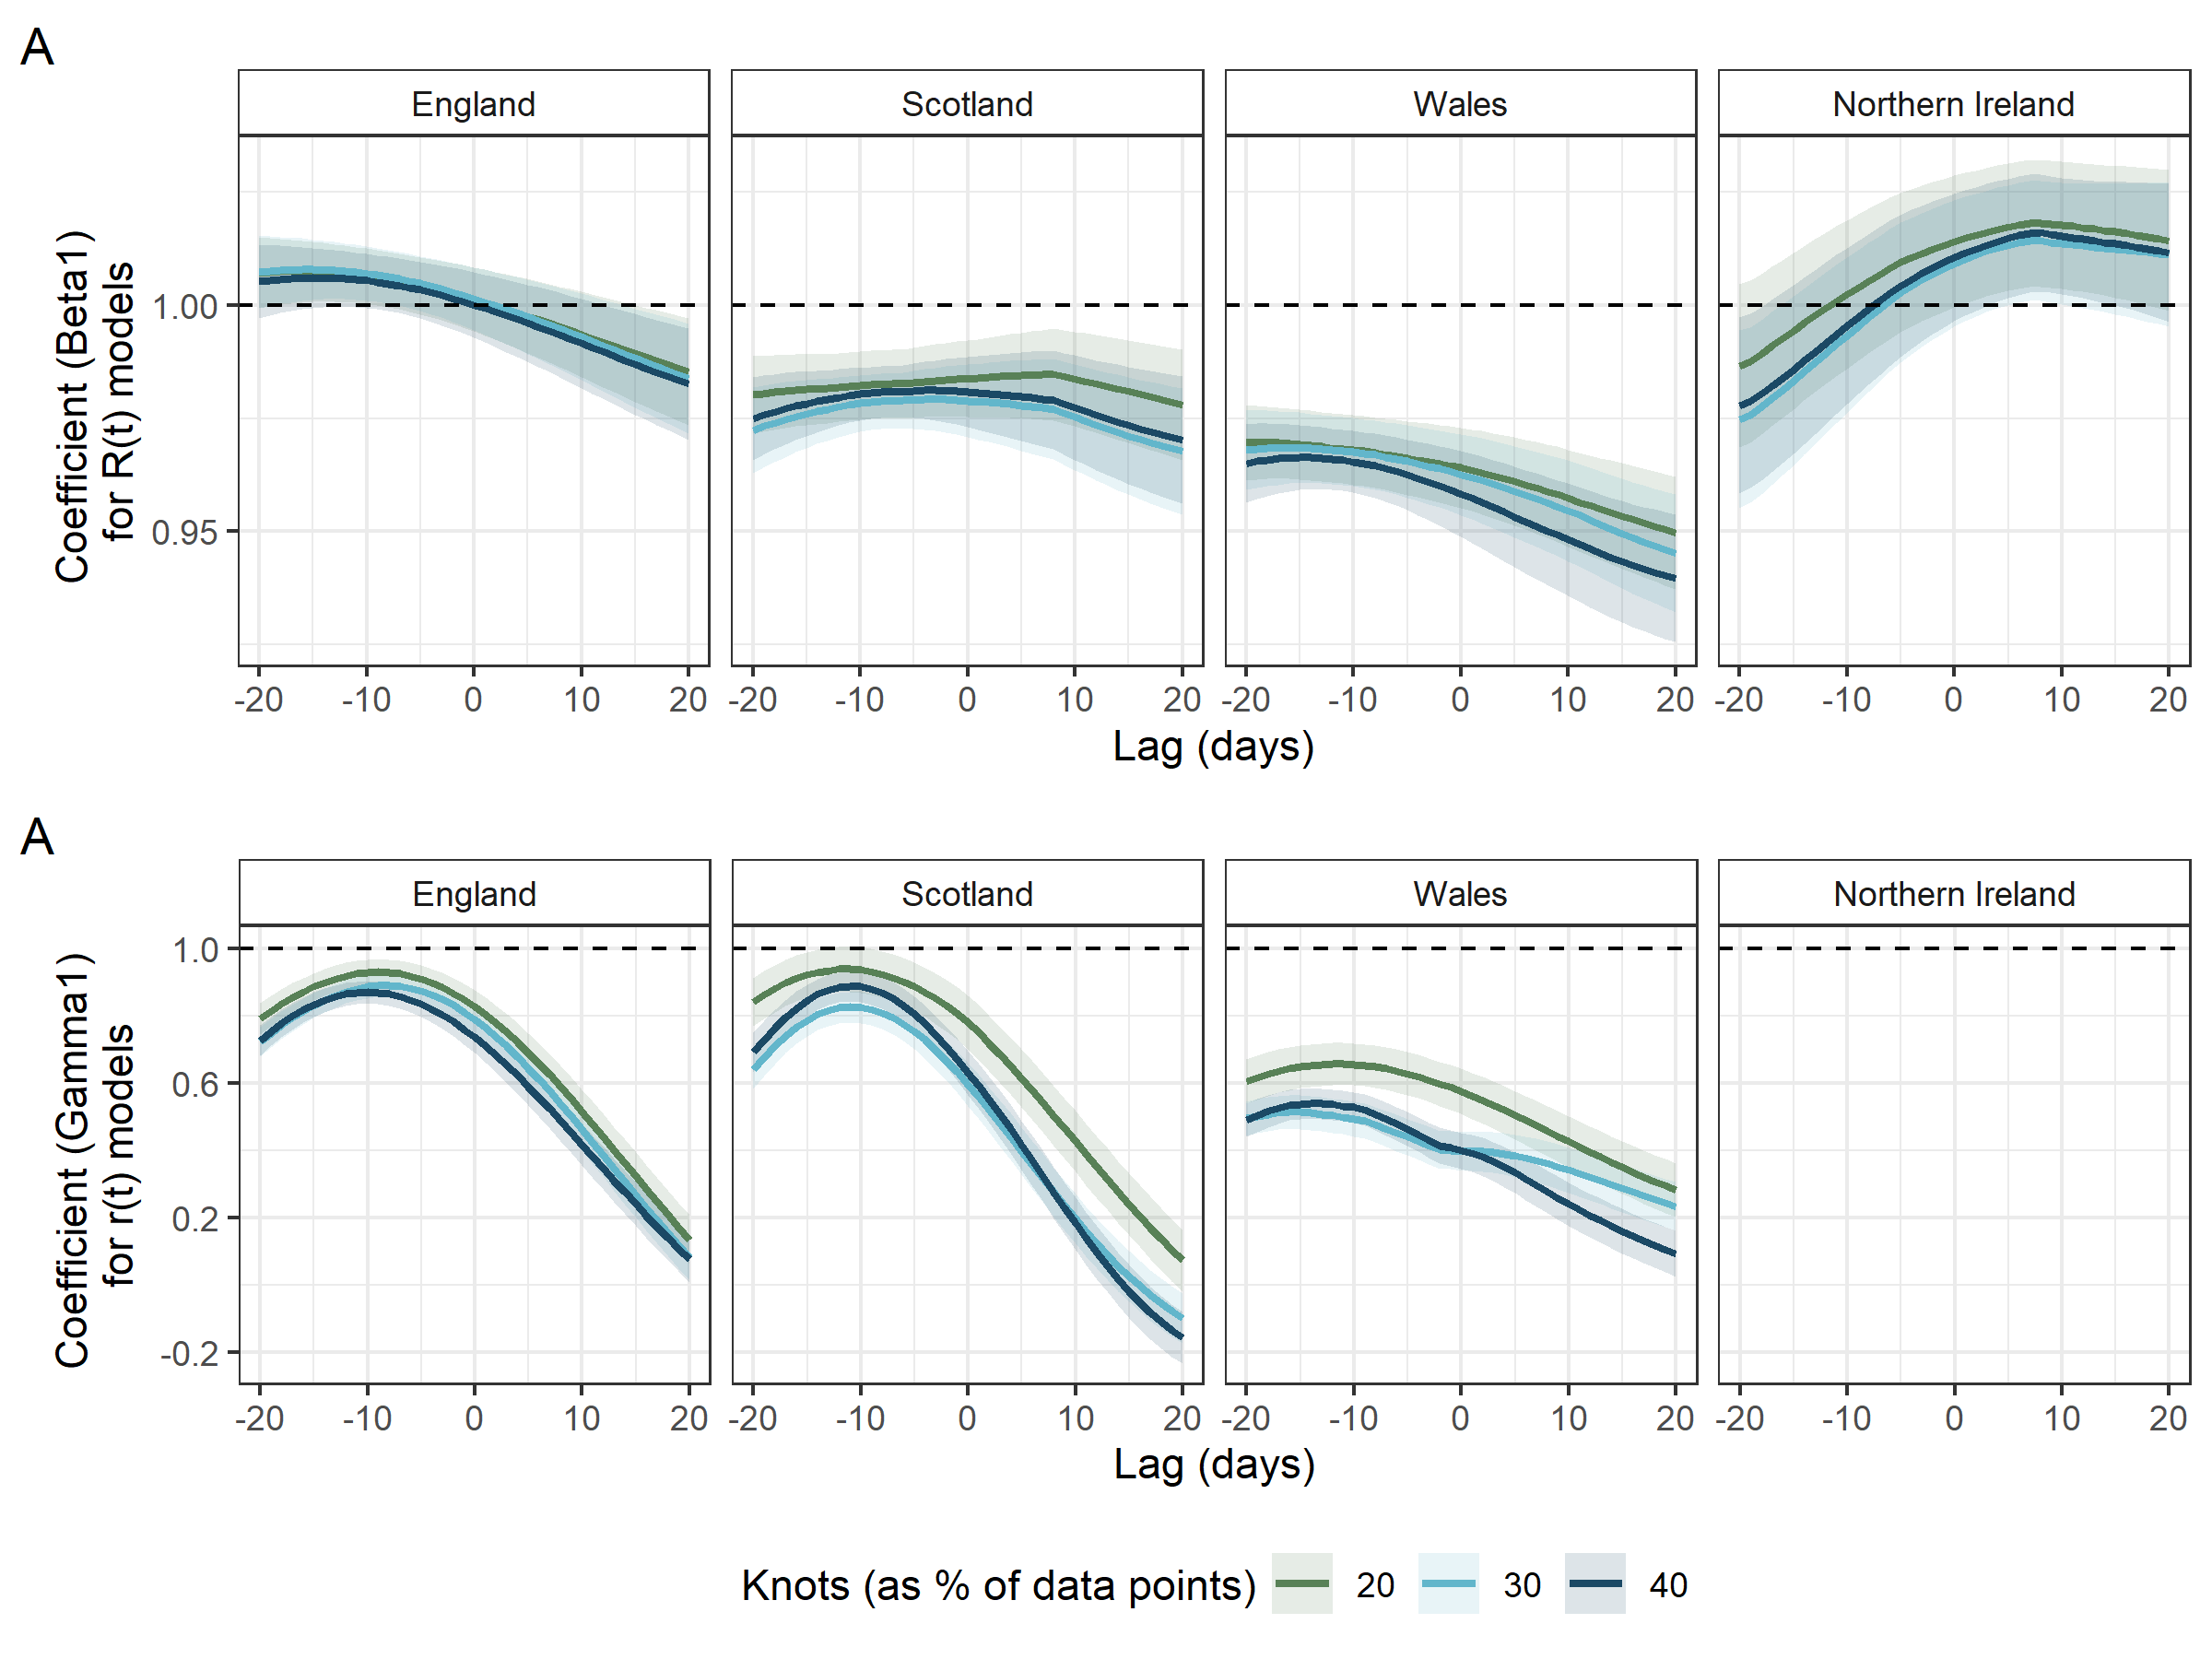 A
England Scotland Wales Northern Ireland
Coefficient (Beta1)
for R(t) models
1.00
0.95
-20 -10 0 10 20 -20 -10 0 10 20 -20 -10 0 10 20 -20 -10 0 10 20
Lag (days)
A
England Scotland Wales Northern Ireland
Coefficient (Gamma1)
for r(t) models
1.0
0.6
0.2
-0.2
-20 -10 0 10 20 -20 -10 0 10 20 -20 -10 0 10 20 -20 -10 0 10 20
Lag (days)
Knots (as % of data points) 20 30 40